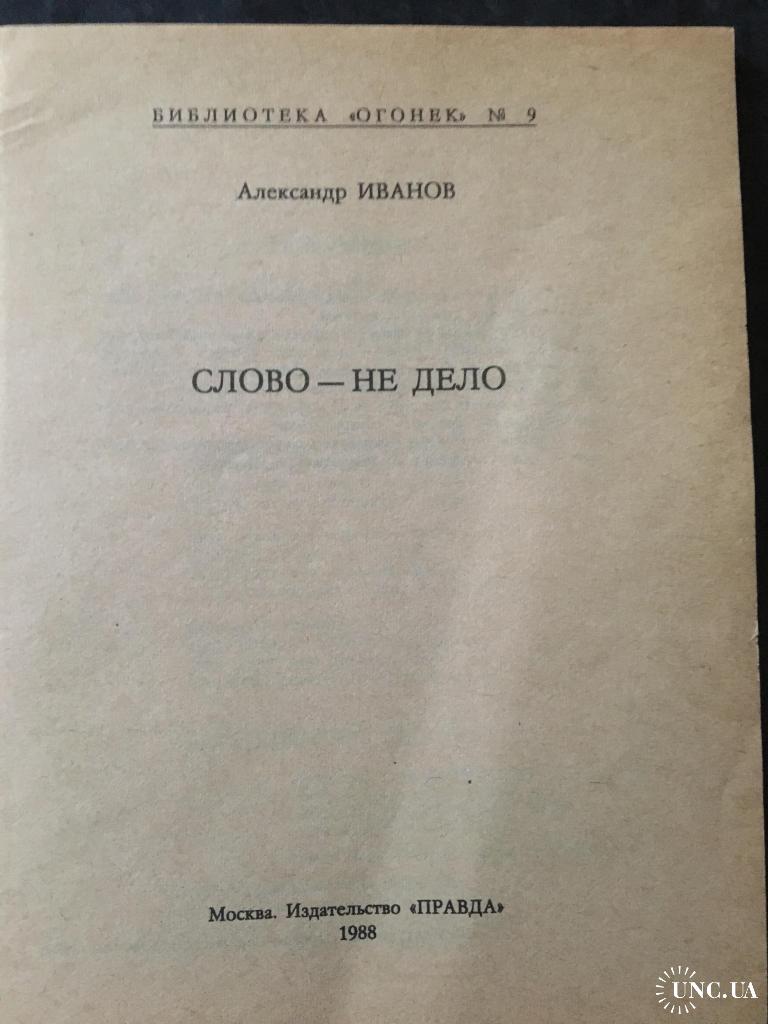 БИБЛИОТЕКА «ОГОНЕК» № 9
Александр ИВАНОВ
СЛОВО — НЕ ДЕЛО
Москва. Издательство «ПРАВДА»
1988
UNC.UA